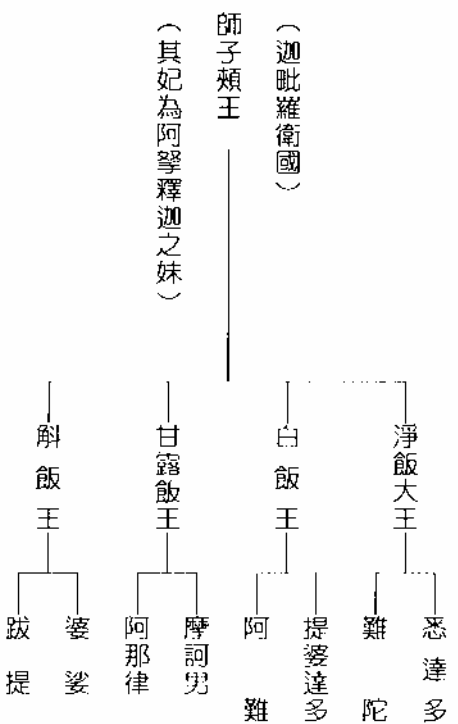 （迦毗羅衛國）
師子頰王
（其妃為阿拏釋迦之妹）
淨飯大王
白飯王
甘露飯王
斛飯王
悉達多
難陀
提婆達多
阿難
摩訶男
阿那律
婆娑
跋提